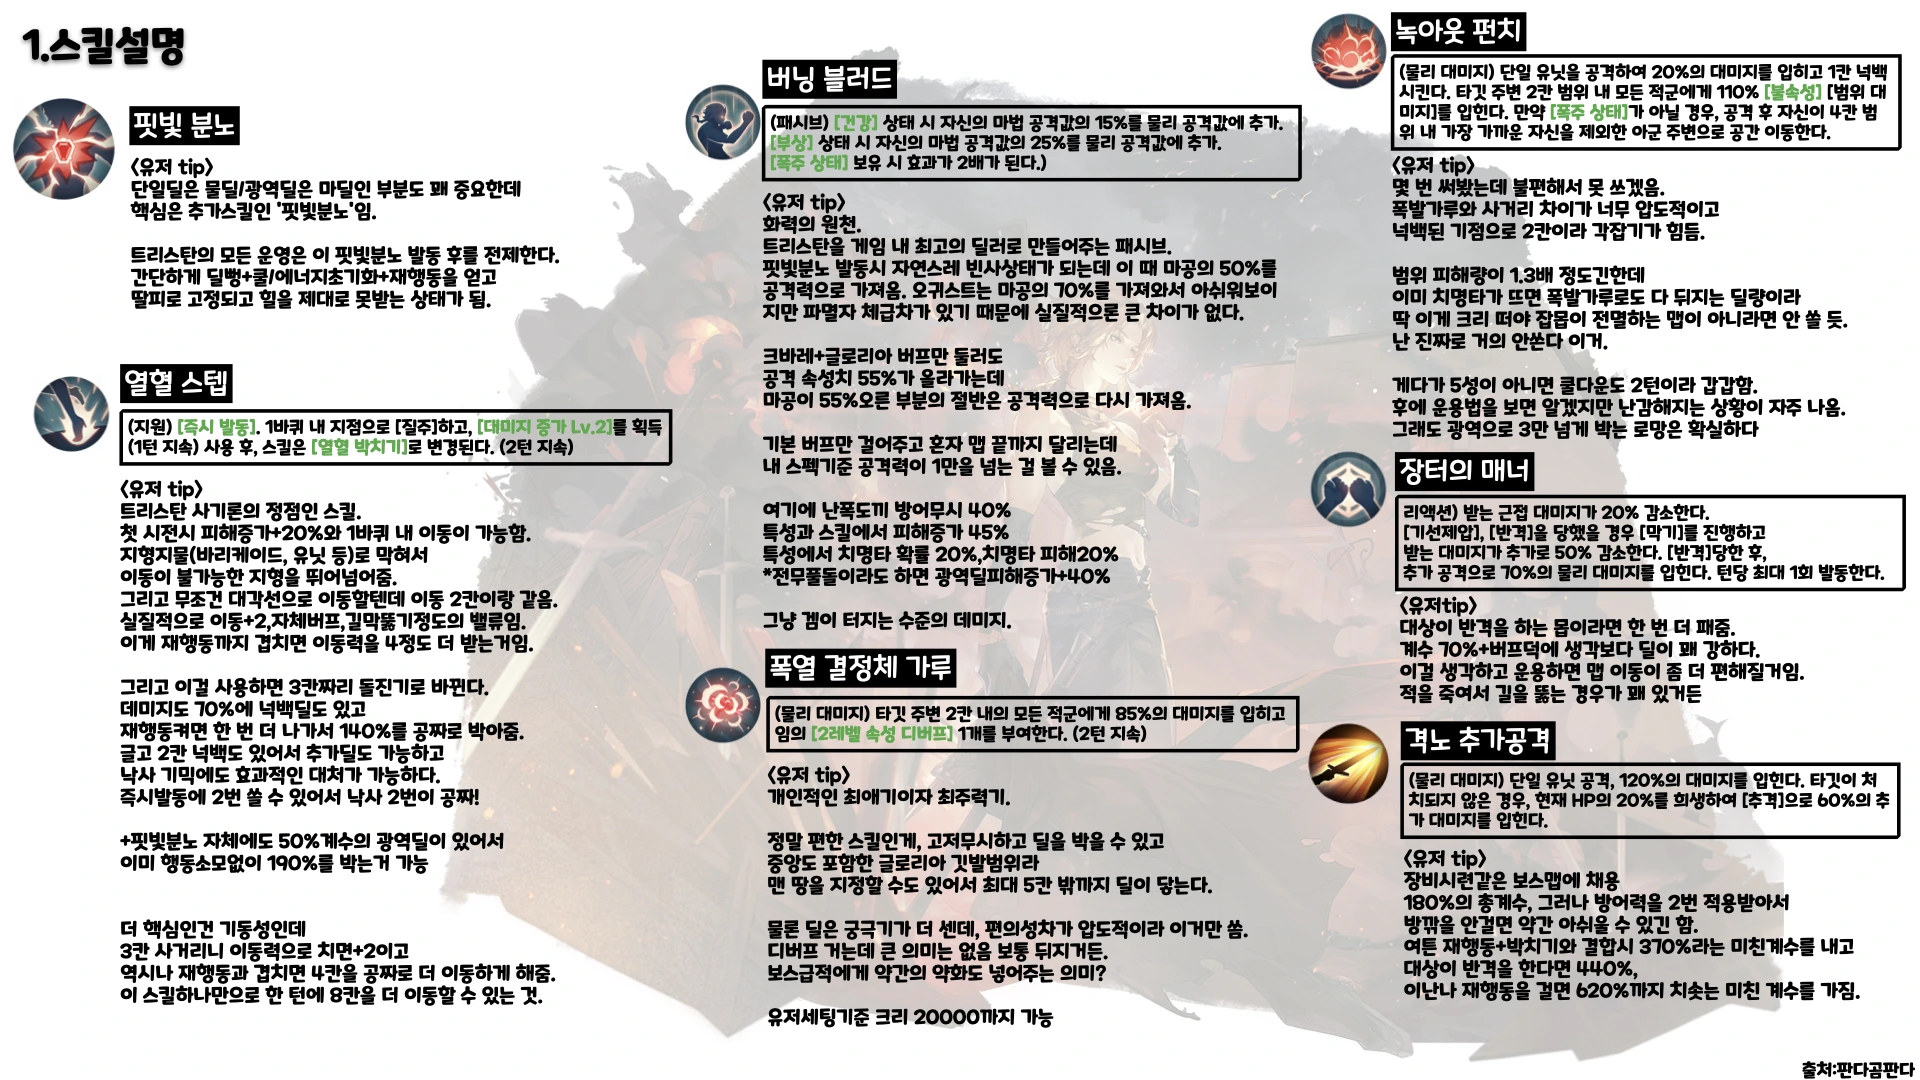 1.스킬설명
핏빛 분노
<유저 tip>
단일딜은 물딜/광역딜은 마딜인 부분도 꽤 중요한데
핵심은 추가스킬인 '핏빛분노'임.
트리스탄의 모든 운영은 이 핏빛분노 발동 후를 전제한다.
간단하게 딜뻥+쿨/에너지초기화+재행동을 얻고
딸피로 고정되고 힐을 제대로 못받는 상태가 됨.
열혈 스텝
(지원) [즉시 발동]. 1바퀴 내 지점으로 [질주]하고, [대미지 증가 Lv.2]를 획득
(1턴 지속) 사용 후, 스킬은 [열혈 박치기]로 변경된다. (2턴 지속)
<유저 tip>
트리스탄 사기론의 정점인 스킬.
첫 시전시 피해증가+20%와 1바퀴 내 이동이 가능함.
지형지물(바리케이드, 유닛 등)로 막혀서
이동이 불가능한 지형을 뛰어넘어줌.
그리고 무조건 대각선으로 이동할텐데 이동 2칸이랑 같음.
실질적으로 이동+2,자체버프,길막뚫기정도의 밸류임.
이게 재행동까지 겹치면 이동력을 4정도 더 받는거임.
그리고 이걸 사용하면 3칸짜리 돌진기로 바뀐다.
데미지도 70%에 넉백딜도 있고
재행동켜면 한 번 더 나가서 140%를 공짜로 박아줌.
글고 2칸 넉백도 있어서 추가딜도 가능하고
낙사 기믹에도 효과적인 대처가 가능하다.
즉시발동에 2번 쓸 수 있어서 낙사 2번이 공짜!
+핏빛분노 자체에도 50%계수의 광역딜이 있어서
이미 행동소모없이 190%를 박는거 가능
더 핵심인건 기동성인데
3칸 사거리니 이동력으로 치면+2이고
역시나 재행동과 겹치면 4칸을 공짜로 더 이동하게 해줌.
이 스킬하나만으로 한 턴에 8칸을 더 이동할 수 있는 것.
버닝 블러드
(패시브) [건강] 상태 시 자신의 마법 공격값의 15%를 물리 공격값에 추가.
[부상] 상태 시 자신의 마법 공격값의 25%를 물리 공격값에 추가.
[폭주 상태] 보유 시 효과가 2배가 된다.)
<유저 tip>
화력의 원천.
트리스탄을 게임 내 최고의 딜러로 만들어주는 패시브.
핏빛분노 발동시 자연스레 빈사상태가 되는데 이 때 마공의 50%를
공격력으로 가져옴. 오귀스트는 마공의 70%를 가져와서 아쉬워보이
지만 파멸자 체급차가 있기 때문에 실질적으론 큰 차이가 없다.
크바레+글로리아 버프만 둘러도
공격 속성치 55%가 올라가는데
마공이 55%오른 부분의 절반은 공격력으로 다시 가져옴.
기본 버프만 걸어주고 혼자 맵 끝까지 달리는데
내 스펙기준 공격력이 1만을 넘는 걸 볼 수 있음.
여기에 난폭도끼 방어무시 40%
특성과 스킬에서 피해증가 45%
특성에서 치명타 확률 20%,치명타 피해20%
*전무풀돌이라도 하면 광역딜피해증가+40%
그냥 겜이 터지는 수준의 데미지.
폭열 결정체 가루
(물리 대미지) 타깃 주변 2칸 내의 모든 적군에게 85%의 대미지를 입히고
임의 [2레벨 속성 디버프] 1개를 부여한다. (2턴 지속)
<유저 tip>
개인적인 최애기이자 최주력기.
정말 편한 스킬인게, 고저무시하고 딜을 박을 수 있고
중앙도 포함한 글로리아 깃발범위라
맨 땅을 지정할 수도 있어서 최대 5칸 밖까지 딜이 닿는다.
물론 딜은 궁극기가 더 센데, 편의성차가 압도적이라 이거만 씀.
디버프 거는데 큰 의미는 없음 보통 뒤지거든.
보스급적에게 약간의 약화도 넣어주는 의미?
유저세팅기준 크리 20000까지 가능
녹아웃 펀치
(물리 대미지) 단일 유닛을 공격하여 20%의 대미지를 입히고 1칸 넉백
시킨다. 타깃 주변 2칸 범위 내 모든 적군에게 110% [불속성] [범위 대
미지]를 입힌다. 만약 [폭주 상태]가 아닐 경우, 공격 후 자신이 4칸 범
위 내 가장 가까운 자신을 제외한 아군 주변으로 공간 이동한다.
<유저 tip>
몇 번 써봤는데 불편해서 못 쓰겠음.
폭발가루와 사거리 차이가 너무 압도적이고
넉백된 기점으로 2칸이라 각잡기가 힘듬.
범위 피해량이 1.3배 정도긴한데
이미 치명타가 뜨면 폭발가루로도 다 뒤지는 딜량이라
딱 이게 크리 떠야 잡몹이 전멸하는 맵이 아니라면 안 쓸 듯.
난 진짜로 거의 안쓴다 이거.
게다가 5성이 아니면 쿨다운도 2턴이라 갑갑함.
후에 운용법을 보면 알겠지만 난감해지는 상황이 자주 나옴.
그래도 광역으로 3만 넘게 박는 로망은 확실하다
장터의 매너
리액션) 받는 근접 대미지가 20% 감소한다.
[기선제압], [반격]을 당했을 경우 [막기]를 진행하고
받는 대미지가 추가로 50% 감소한다. [반격]당한 후,
추가 공격으로 70%의 물리 대미지를 입힌다. 턴당 최대 1회 발동한다.
<유저tip>
대상이 반격을 하는 몹이라면 한 번 더 패줌.
계수 70%+버프덕에 생각보다 딜이 꽤 강하다.
이걸 생각하고 운용하면 맵 이동이 좀 더 편해질거임.
적을 죽여서 길을 뚫는 경우가 꽤 있거든
격노 추가공격
(물리 대미지) 단일 유닛 공격, 120%의 대미지를 입힌다. 타깃이 처
치되지 않은 경우, 현재 HP의 20%를 희생하여 [추격]으로 60%의 추
가 대미지를 입힌다.
<유저 tip>
장비시련같은 보스맵에 채용
180%의 총계수, 그러나 방어력을 2번 적용받아서
방깎을 안걸면 약간 아쉬울 수 있긴 함.
여튼 재행동+박치기와 결합시 370%라는 미친계수를 내고
대상이 반격을 한다면 440%,
이난나 재행동을 걸면 620%까지 치솟는 미친 계수를 가짐.
출처:판다곰판다